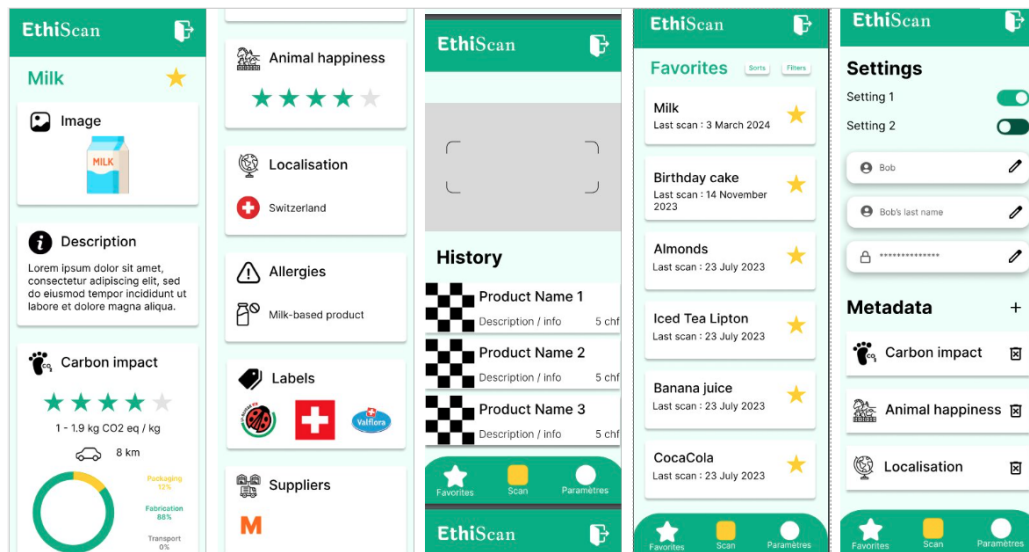 EthiScan
Milk
Image
MILK
Description
Lorem ipsum dolor sit amet,
consectetur adipiscing elit, sed
do eiusmod tempor incididunt ut
labore et dolore magna aliqua.
Carbon impact
1 - 1.9 kg CO2 eq / kg
8 km
Packaging
12%
Fabrication
88%
Transport
0%
Animal happiness
Localisation
Switzerland
Allergies
Milk-based product
Labels
Valflora
Suppliers
M
EthiScan
History
Product Name 1
Description / info 5 chf
Product Name 2
Description / info 5 chf
Product Name 3
Description / info 5 chf
Favorites Scan Paramètres
EthiScan
EthiScan
Favorites Sorts Filters
Milk
Last scan : 3 March 2024
Birthday cake
Last scan : 14 November
2023
Almonds
Last scan : 23 July 2023
Iced Tea Lipton
Last scan : 23 July 2023
Banana juice
Last scan : 23 July 2023
CocaCola
Last scan : 23 July 2023
Favorites Scan Paramètres
EthiScan
Settings
Setting 1
Setting 2
Bob
Bob's last name
**************
Metadata +
CO2 Carbon impact
Animal happiness
Localisation
Favorites Scan Paramètres